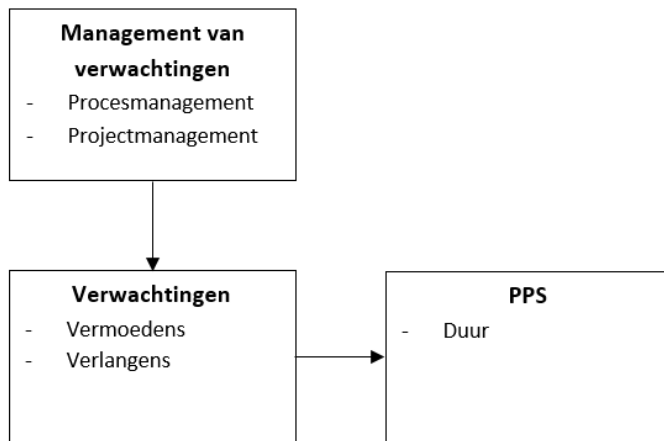 Management van
verwachtingen
- Procesmanagement
- Projectmanagement
Verwachtingen
- Vermoedens
- Verlangens
PPS
- Duur